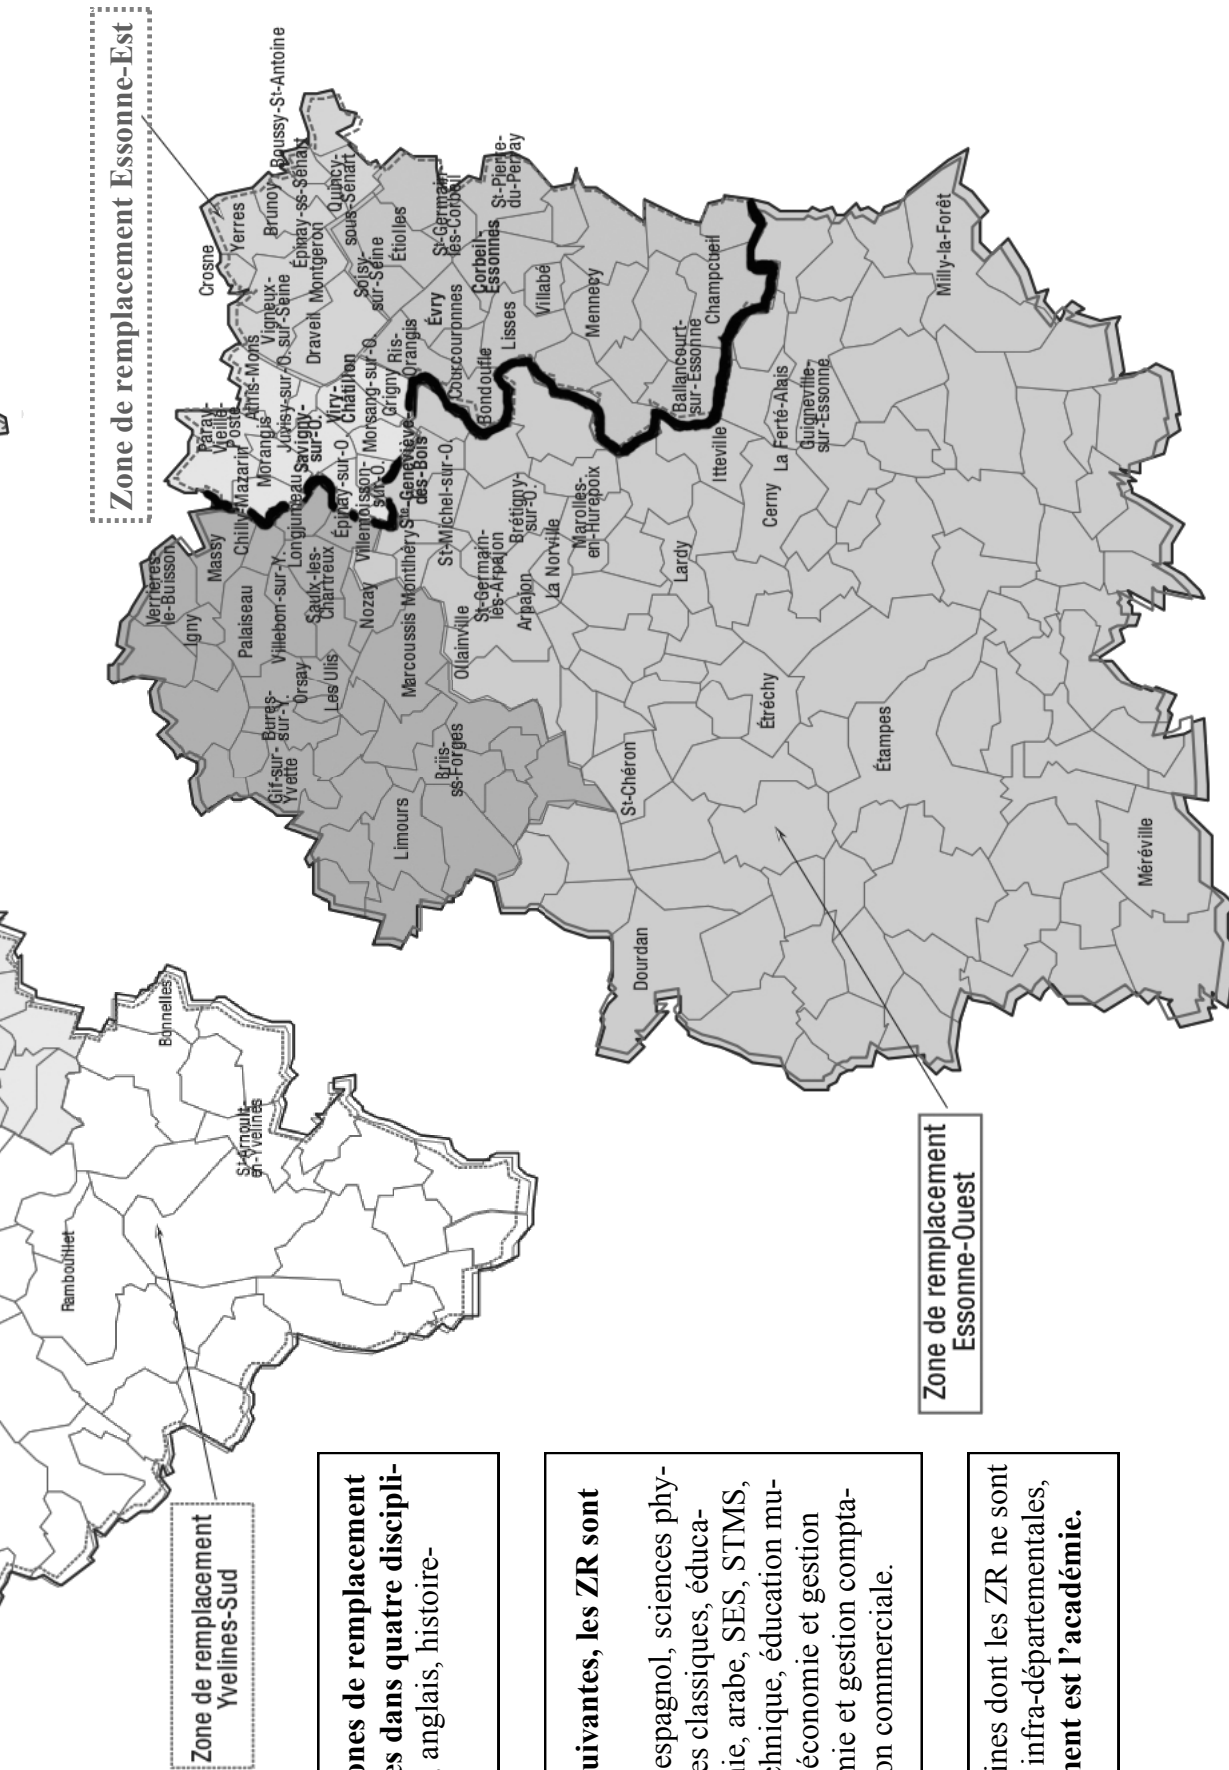 Zone de remplacement Essonne-Est
Boussy-St-Antoine
Crosne
Yerres
Brunoy
Épinay-ss-Sénart
Quincy-
sous-Sénart
Vigneux-
sur-Seine
Montgeron
Draveil
Soisy-
sur-Seine
Étiolles
St-Germain-
lès-Corbeil
St-Pierre-
du-Perray
Corbeil-
Essonnes
Évry
Courcouronnes
Ris-
Orangis
Lisses
Villabé
Mennecy
Bondoufle
Champcueil
Ballancourt-
sur-Essonne
Milly-la-Forêt
Paray-
Vieille-
Poste
Athis-Mons
Juvisy-sur-O.
Morangis
Savigny-
sur-O.
Viry-
Châtillon
Morsang-sur-O.
Grigny
Chilly-Mazarin
Longjumeau
Épinay-sur-O.
Villemoisson-
sur-O.
Ste-Geneviève-
des-Bois
St-Michel-sur-O.
Montlhéry
Brétigny-
sur-O.
Marolles-
en-Hurepoix
La Norville
St-Germain-
lès-Arpajon
Arpajon
Ollainville
Itteville
La Ferté-Alais
Guigneville-
sur-Essonne
Cerny
Lardy
Verrières-
le-Buisson
Massy
Igny
Palaiseau
Villebon-sur-Y.
Saulx-les-
Chartreux
Nozay
Marcoussis
Orsay
Les Ulis
Bures-
sur-Y.
Gif-sur-
Yvette
Briis-
ss-Forges
Limours
St-Chéron
Étréchy
Étampes
Méréville
Dourdan
Zone de remplacement
Essonne-Ouest
Bonnelles
St-Arnoult-
en-Yvelines
Rambouillet
Zone de remplacement
Yvelines-Sud
ones de remplacement
es dans quatre discipli-
anglais, histoire-
uivantes, les ZR sont
espagnol, sciences phy-
es classiques, éduca-
nie, arabe, SES, STMS,
chnique, éducation mu-
économie et gestion
mie et gestion compta-
on commerciale.
ines dont les ZR ne sont
infra-départementales,
ment est l’académie.